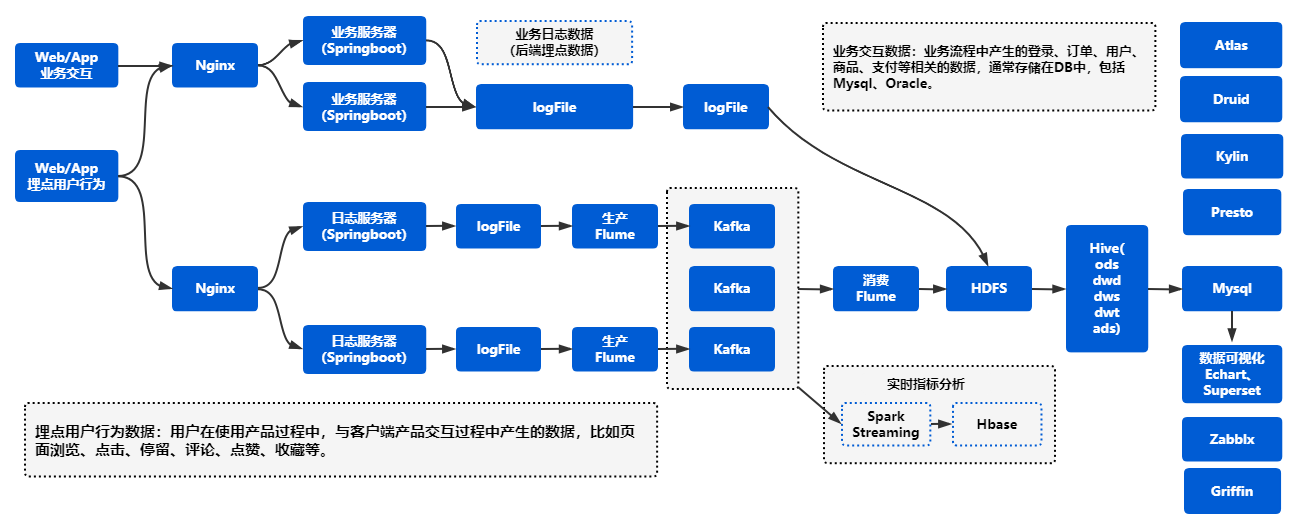 Web/App
业务交互
Web/App
埋点用户行为
Nginx
Nginx
业务服务器
(Springboot)
业务服务器
(Springboot)
业务日志数据
(后端埋点数据)
logFile
logFile
业务交互数据：业务流程中产生的登录、订单、用户、
商品、支付等相关的数据，通常存储在DB中，包括
Mysql、Oracle。
日志服务器
(Springboot)
logFile
生产
Flume
Kafka
Kafka
日志服务器
(Springboot)
logFile
生产
Flume
Kafka
消费
Flume
HDFS
Hive(
ods
dwd
dws
dwt
ads)
实时指标分析
Spark
Streaming
Hbase
埋点用户行为数据：用户在使用产品过程中，与客户端产品交互过程中产生的数据，比如页
面浏览、点击、停留、评论、点赞、收藏等。
Atlas
Druid
Kylin
Presto
Mysql
数据可视化
Echart、
Superset
Zabblx
Griffin